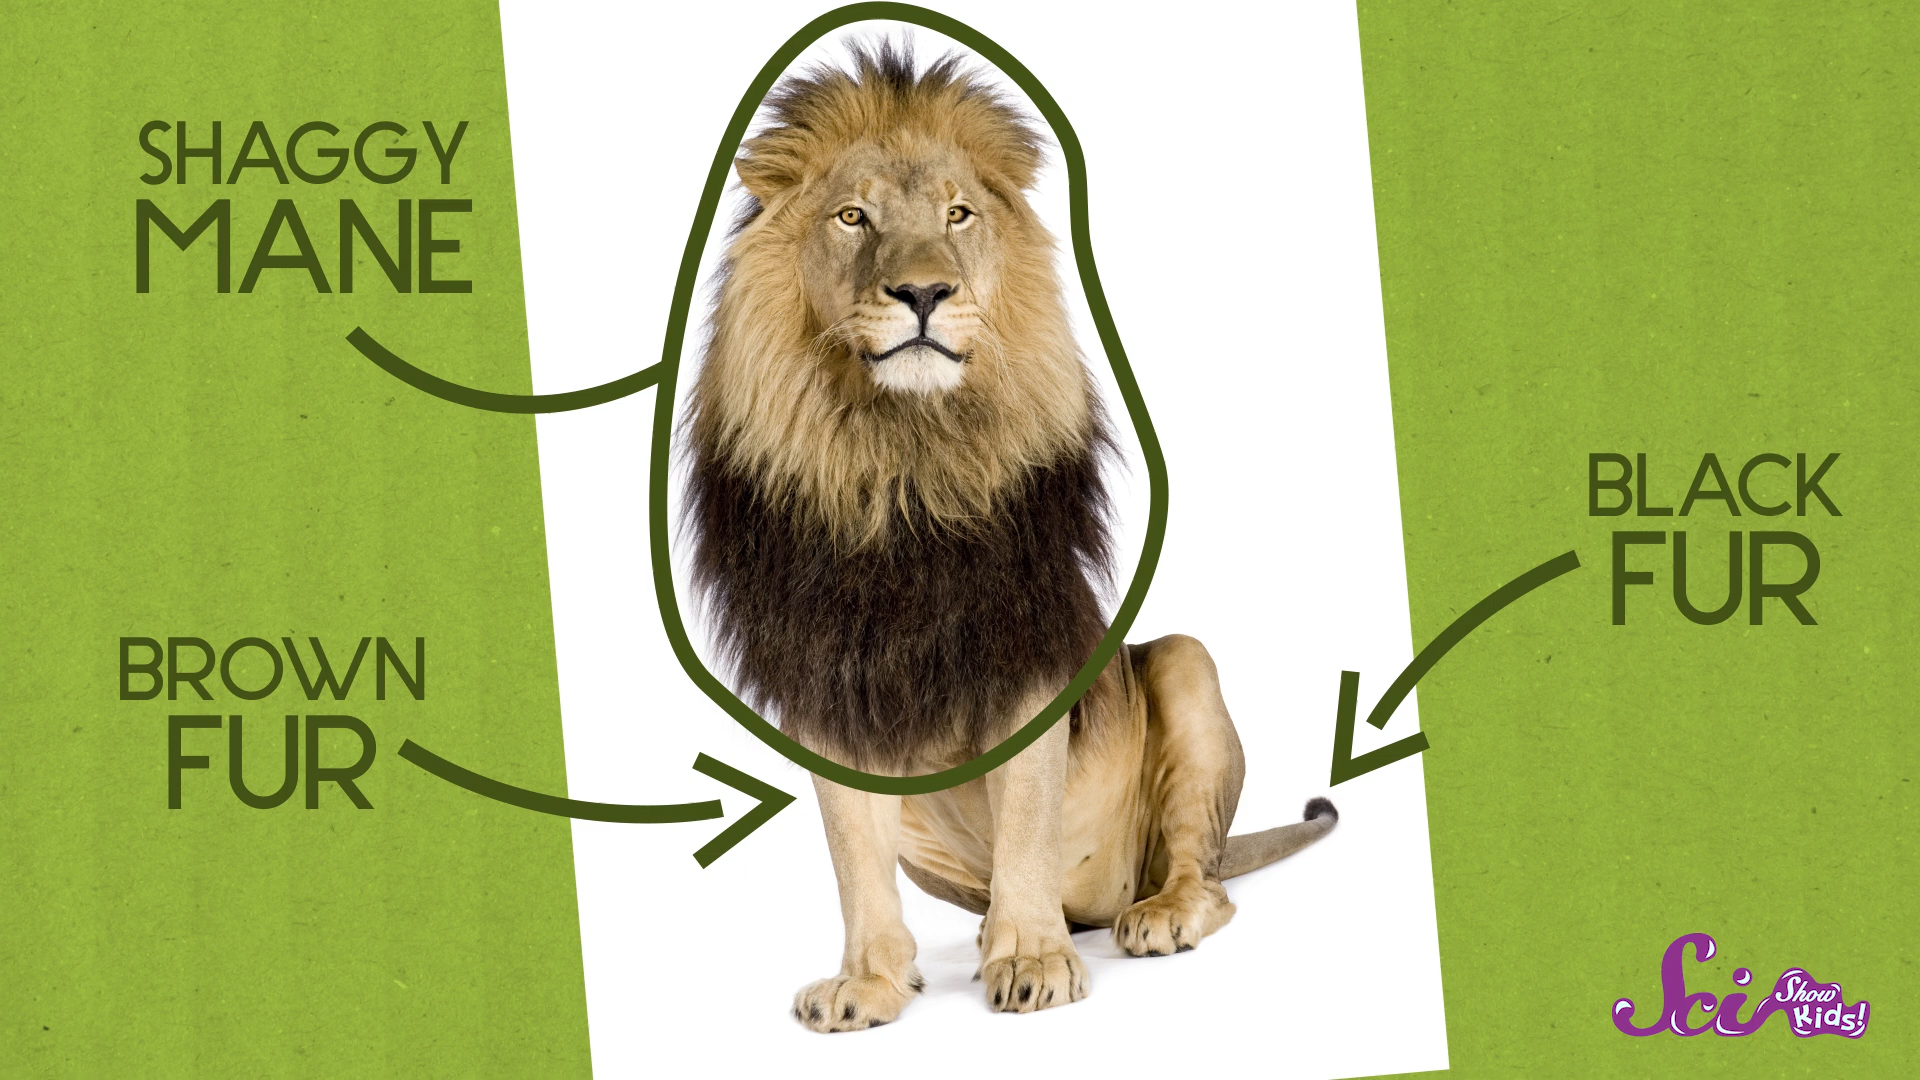 SHAGGY
MANE
BROWN
FUR
BLACK
FUR
Sci
Show
Kids!